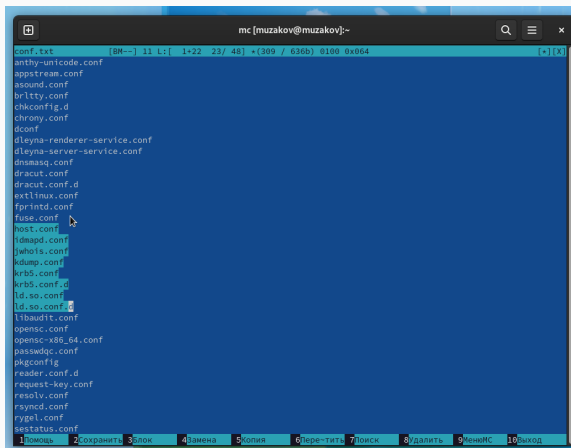 mc [muzakov@muzakov]:~
conf.txt [BM--] 11 L:[ 1+22 23/ 48] *(309 / 636b) 0100 0x064 [*][X]
anthy-unicode.conf
appstream.conf
asound.conf
brltty.conf
chkconfig.d
chrony.conf
dconf
dleyna-renderer-service.conf
dleyna-server-service.conf
dnsmasq.conf
dracut.conf
dracut.conf.d
extlinux.conf
fprintd.conf
fuse.conf
host.conf
idmapd.conf
jwhois.conf
kdump.conf
krb5.conf
krb5.conf.d
ld.so.conf
ld.so.conf.d
libaudit.conf
opensc.conf
opensc-x86_64.conf
passwdqc.conf
pkgconfig
reader.conf.d
request-key.conf
resolv.conf
rsyncd.conf
rygel.conf
sestatus.conf
1Помощь 2Сохранить 3Блок 4Замена 5Копия 6Пере~тить 7Поиск 8Удалить 9МенюМС 10Выход